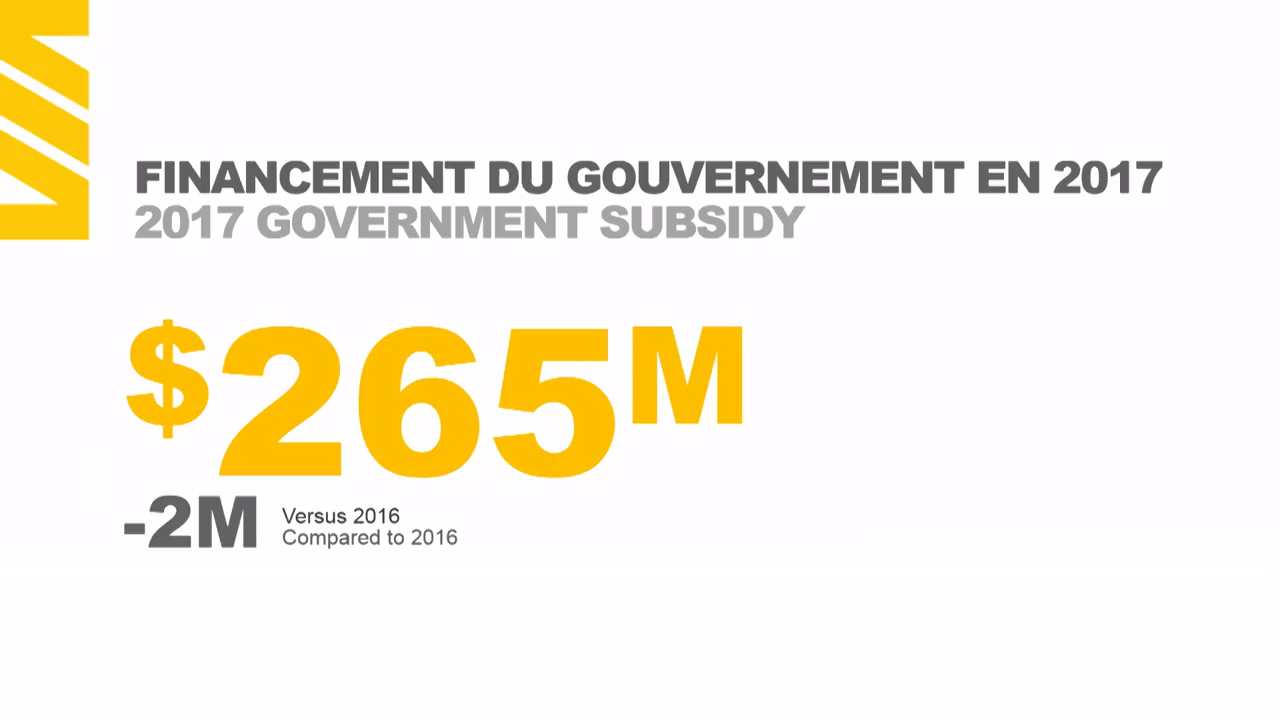 FINANCEMENT DU GOUVERNEMENT EN 2017
2017 GOVERNMENT SUBSIDY
$265M
-2M
Versus 2016
Compared to 2016